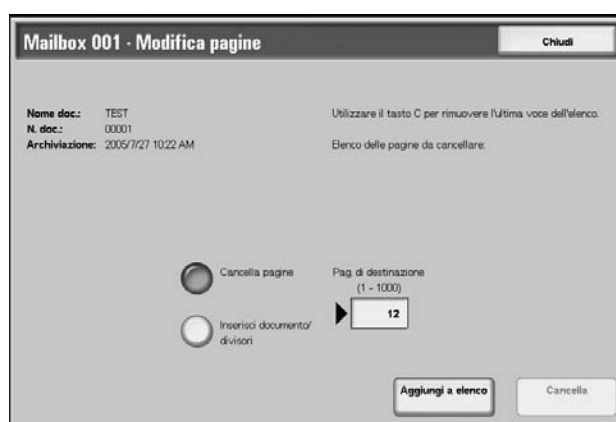 Mailbox 001 - Modifica pagine
Chiudi
Nome doc.: TEST
N. doc.: 00001
Archiviazione: 2005/7/27 10:22 AM
Utilizzare il tasto C per rimuovere l'ultima voce dell'elenco.
Elenco delle pagine da cancellare:
Cancella pagine
Inserisci documento/
divisori
Pag. di destinazione
(1 - 1000)
12
Aggiungi a elenco
Cancella